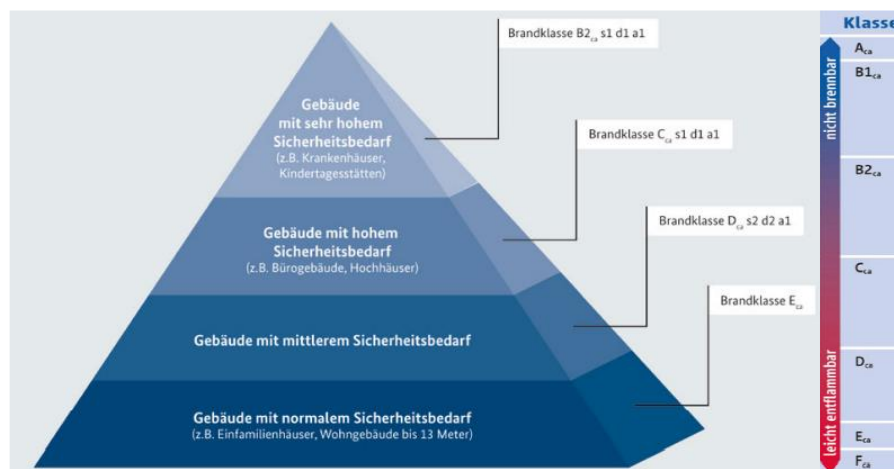 Brandklasse B2ca s1 d1 a1
Gebäude
mit sehr hohem
Sicherheitsbedarf
(z.B. Krankenhäuser,
Kindertagesstätten)
Brandklasse Cca s1 d1 a1
Gebäude mit hohem
Sicherheitsbedarf
(z.B. Bürogebäude, Hochhäuser)
Brandklasse Dca s2 d2 a1
Gebäude mit mittlerem Sicherheitsbedarf
Brandklasse Eca
Gebäude mit normalem Sicherheitsbedarf
(z.B. Einfamilienhäuser, Wohngebäude bis 13 Meter)
Klasse
nicht brennbar
leicht entflammbar
Aca
B1ca
B2ca
Cca
Dca
Eca
Fca